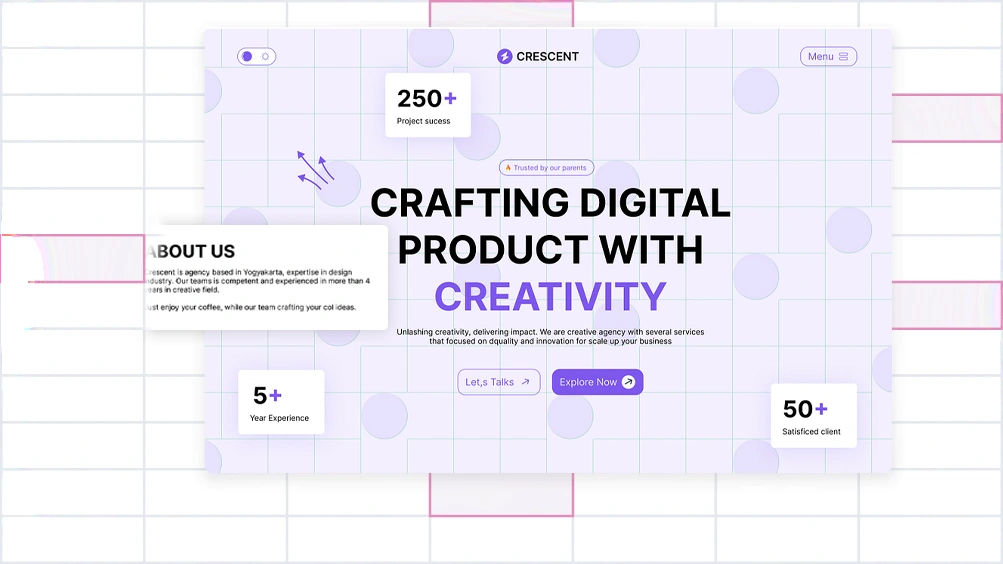 CRESCENT
Menu
250+
Project sucess
Trusted by our parents
CRAFTING DIGITAL
PRODUCT WITH
CREATIVITY
Unlashing creativity, delivering impact. We are creative agency with several services
that focused on dquality and innovation for scale up your business
Let,s Talks
Explore Now
ABOUT US
Crescent is agency based in Yogyakarta, expertise in design
industry. Our teams is competent and experienced in more than 4
years in creative field.
just enjoy your coffee, while our team crafting your col ideas.
5+
Year Experience
50+
Satisficed client